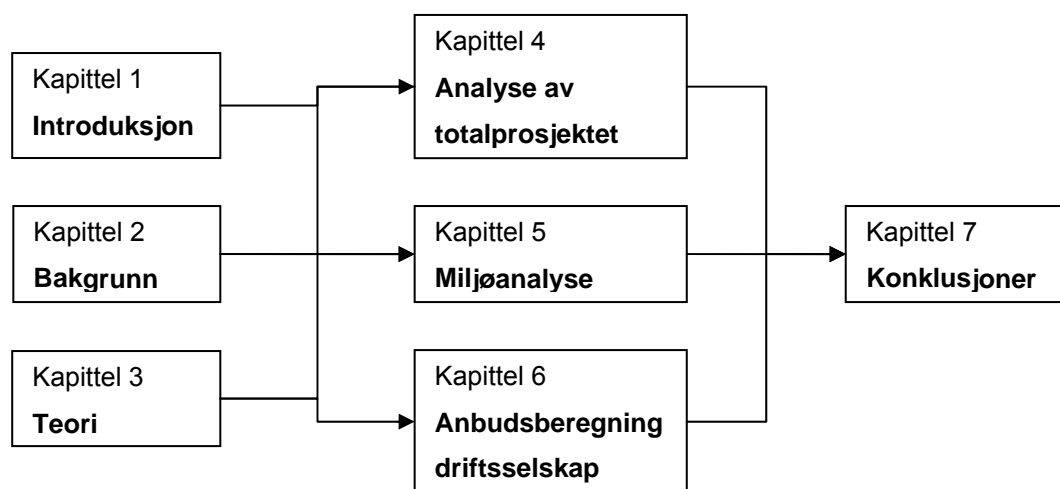 Kapittel 1
Introduksjon
Kapittel 2
Bakgrunn
Kapittel 3
Teori
Kapittel 4
Analyse av
totalprosjektet
Kapittel 5
Miljøanalyse
Kapittel 6
Anbudsberegning
driftsselskap
Kapittel 7
Konklusjoner